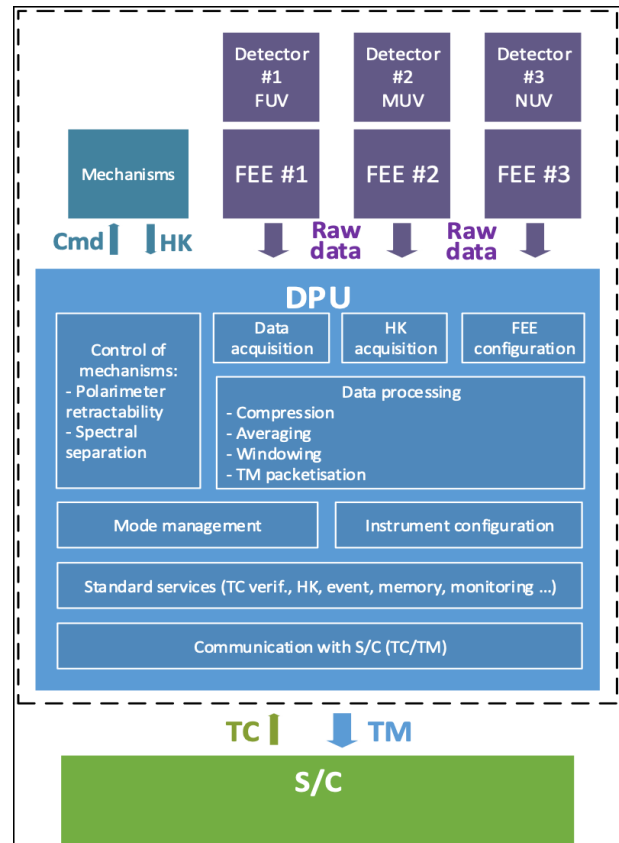 Detector
#1
FUV
Detector
#2
MUV
Detector
#3
NUV
Mechanisms
FEE #1
FEE #2
FEE #3
Cmd
HK
Raw
data
Raw
data
DPU
Control of
mechanisms:
- Polarimeter
retractability
- Spectral
separation
Data
acquisition
HK
acquisition
FEE
configuration
Data processing
- Compression
- Averaging
- Windowing
- TM packetisation
Mode management
Instrument configuration
Standard services (TC verif., HK, event, memory, monitoring ...)
Communication with S/C (TC/TM)
TC
TM
S/C